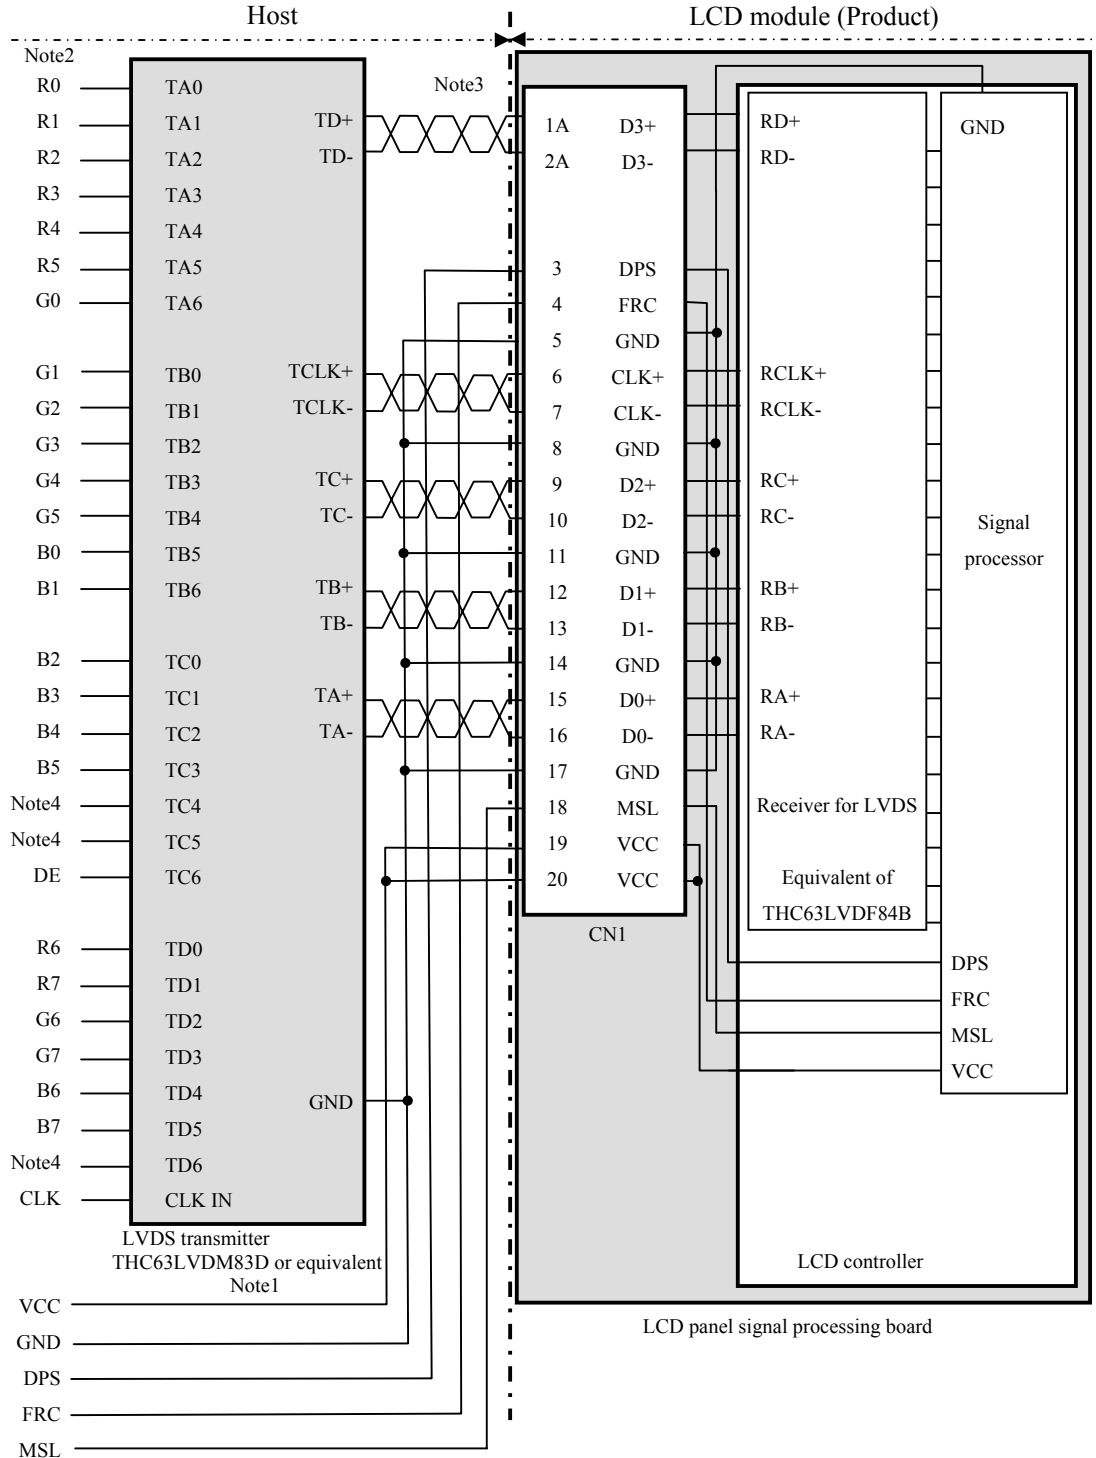 Host
LCD module (Product)
Note2
R0
R1
R2
R3
R4
R5
G0
G1
G2
G3
G4
G5
B0
B1
B2
B3
B4
B5
Note4
Note4
DE
R6
R7
G6
G7
B6
B7
Note4
CLK
TA0
TA1
TA2
TA3
TA4
TA5
TA6
TB0
TB1
TB2
TB3
TB4
TB5
TB6
TC0
TC1
TC2
TC3
TC4
TC5
TC6
TD0
TD1
TD2
TD3
TD4
TD5
TD6
CLK IN
TD+
TD-
TCLK+
TCLK-
TC+
TC-
TB+
TB-
TA+
TA-
GND
LVDS transmitter
THC63LVDM83D or equivalent
Note1
VCC
GND
DPS
FRC
MSL
Note3
1A D3+
2A D3-
3 DPS
4 FRC
5 GND
6 CLK+
7 CLK-
8 GND
9 D2+
10 D2-
11 GND
12 D1+
13 D1-
14 GND
15 D0+
16 D0-
17 GND
18 MSL
19 VCC
20 VCC
CN1
RD+
RD-
RCLK+
RCLK-
RC+
RC-
RB+
RB-
RA+
RA-
Receiver for LVDS
Equivalent of
THC63LVDF84B
GND
Signal
processor
DPS
FRC
MSL
VCC
LCD controller
LCD panel signal processing board